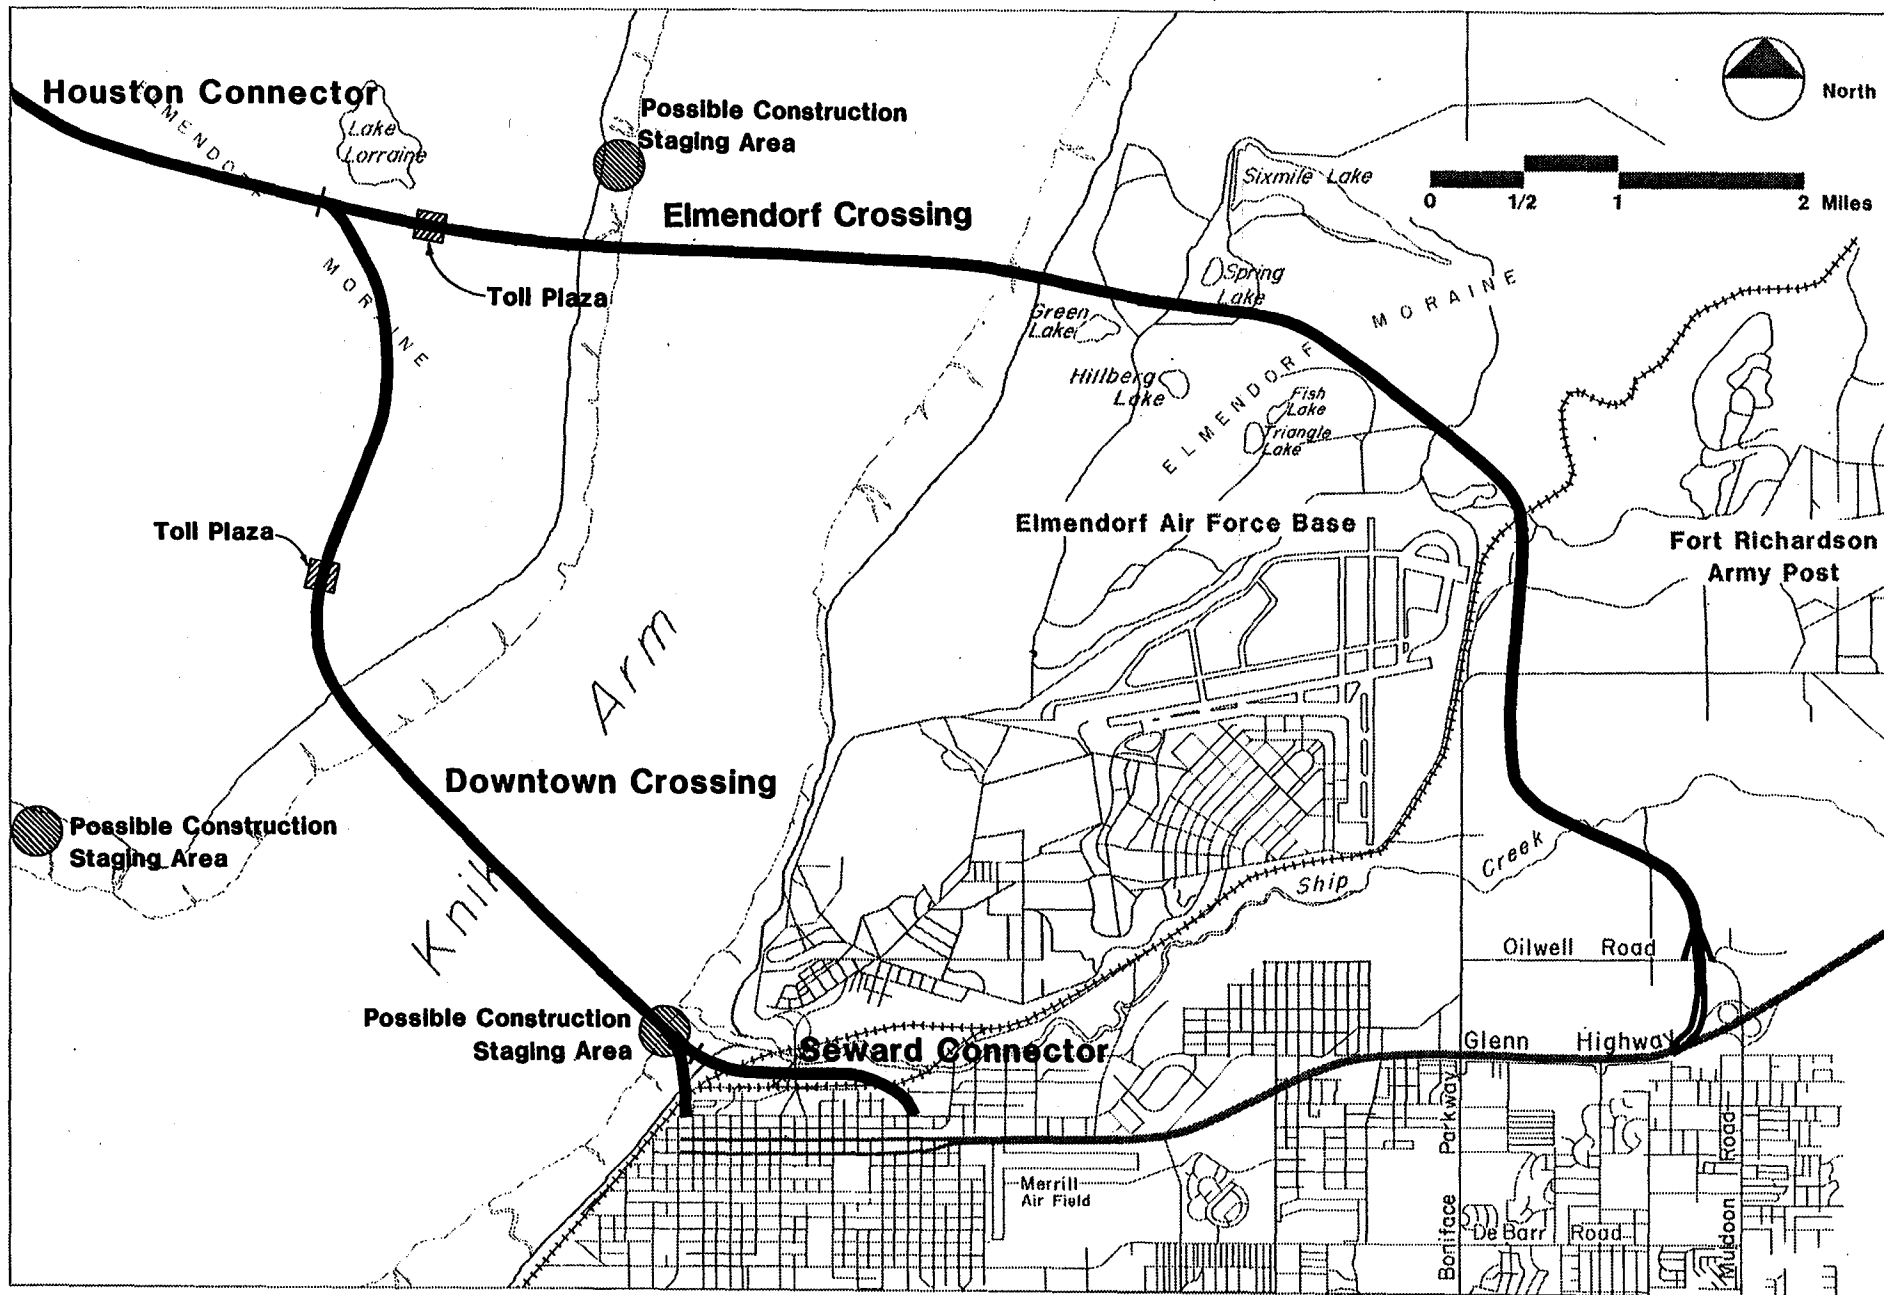 Houston Connector
Lake
Lorraine
ELMENDORF
MORAINE
Possible Construction
Staging Area
Elmendorf Crossing
Toll Plaza
North
0 1/2 1 2 Miles
Sixmile Lake
Spring
Lake
Green
Lake
Hillberg
Lake
Fish
Lake
Triangle
Lake
ELMENDORF MORAINE
Toll Plaza
Elmendorf Air Force Base
Fort Richardson
Army Post
Knik Arm
Downtown Crossing
Possible Construction
Staging Area
Ship Creek
Oilwell Road
Possible Construction
Staging Area
Seward Connector
Glenn Highway
Merrill
Air Field
Boniface Parkway
De Barr Road
Muldoon Road